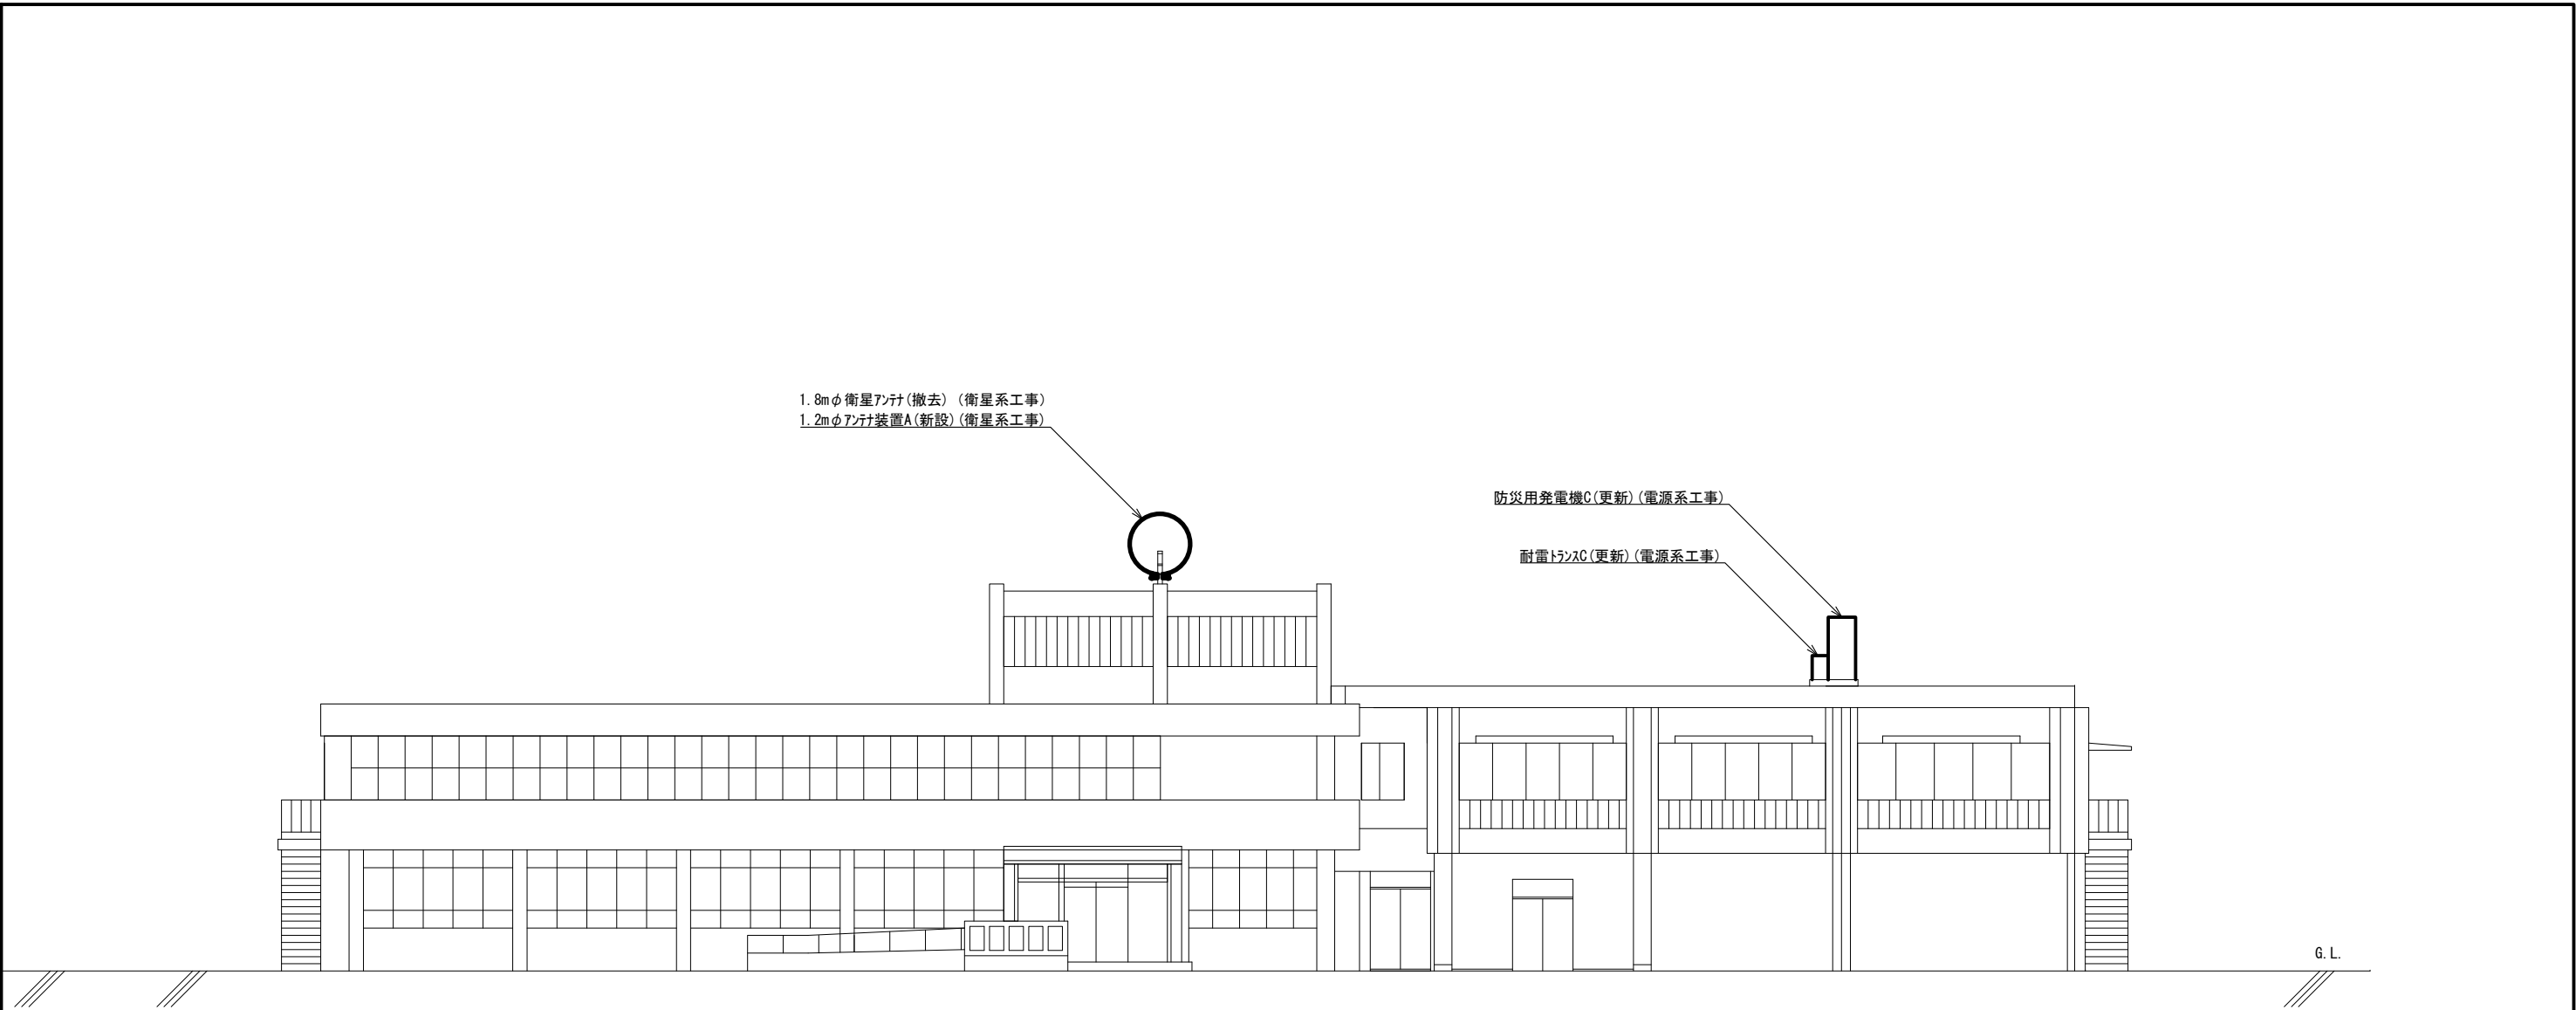 1.8mφ衛星ｱﾝﾃﾅ(撤去) (衛星系工事)
1.2mφｱﾝﾃﾅ装置A(新設)(衛星系工事)
防災用発電機C(更新)(電源系工事)
耐雷ﾄﾗﾝｽC(更新)(電源系工事)
G.L.